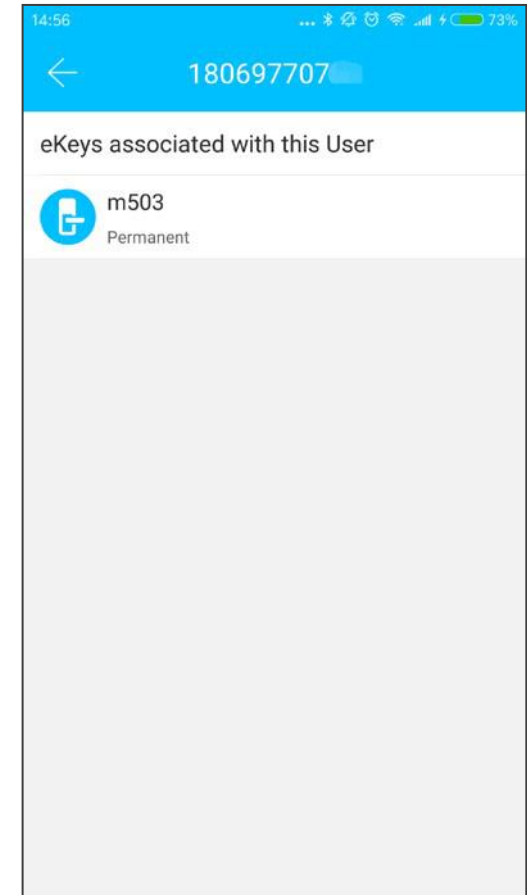 14:56 ... 73%
180697707
eKeys associated with this User
m503
Permanent